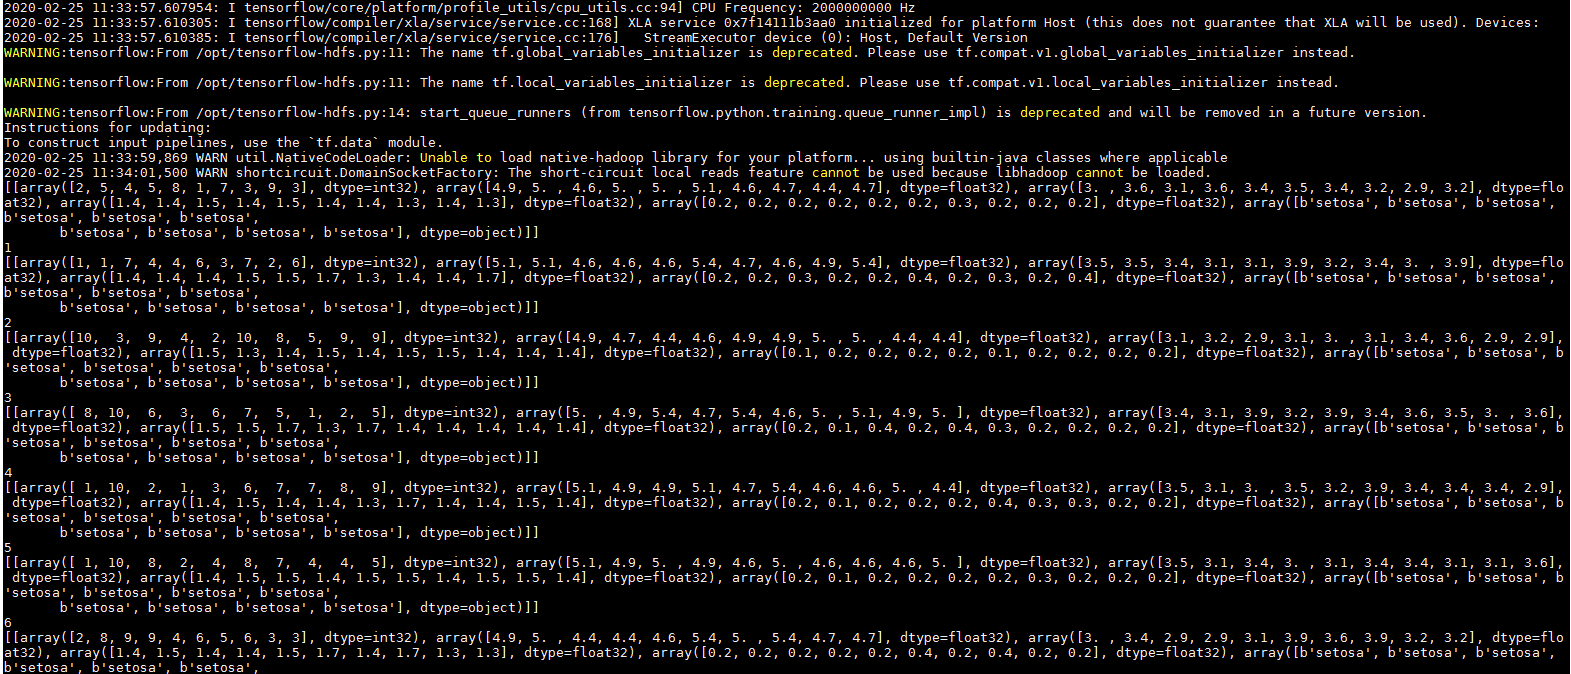 2020-02-25 11:33:57.607954: I tensorflow/core/platform/profile_utils/cpu_utils.cc:94] CPU Frequency: 2000000000 Hz
2020-02-25 11:33:57.610305: I tensorflow/compiler/xla/service/service.cc:168] XLA service 0x7f14111b3aa0 initialized for platform Host (this does not guarantee that XLA will be used). Devices:
2020-02-25 11:33:57.610385: I tensorflow/compiler/xla/service/service.cc:176]   StreamExecutor device (0): Host, Default Version
WARNING:tensorflow:From /opt/tensorflow-hdfs.py:11: The name tf.global_variables_initializer is deprecated. Please use tf.compat.v1.global_variables_initializer instead.
WARNING:tensorflow:From /opt/tensorflow-hdfs.py:11: The name tf.local_variables_initializer is deprecated. Please use tf.compat.v1.local_variables_initializer instead.
WARNING:tensorflow:From /opt/tensorflow-hdfs.py:14: start_queue_runners (from tensorflow.python.training.queue_runner_impl) is deprecated and will be removed in a future version.
Instructions for updating:
To construct input pipelines, use the `tf.data` module.
2020-02-25 11:33:59,869 WARN util.NativeCodeLoader: Unable to load native-hadoop library for your platform... using builtin-java classes where applicable
2020-02-25 11:34:01,500 WARN shortcircuit.DomainSocketFactory: The short-circuit local reads feature cannot be used because libhadoop cannot be loaded.
[[array([2, 5, 4, 5, 8, 1, 7, 3, 9, 3], dtype=int32), array([4.9, 5. , 4.6, 5. , 5. , 5.1, 4.6, 4.7, 4.4, 4.7], dtype=float32), array([3. , 3.6, 3.1, 3.6, 3.4, 3.5, 3.4, 3.2, 2.9, 3.2], dtype=flo
at32), array([1.4, 1.4, 1.5, 1.4, 1.5, 1.4, 1.4, 1.3, 1.4, 1.3], dtype=float32), array([0.2, 0.2, 0.2, 0.2, 0.2, 0.2, 0.3, 0.2, 0.2, 0.2], dtype=float32), array([b'setosa', b'setosa', b'setosa',
b'setosa', b'setosa', b'setosa',
       b'setosa', b'setosa', b'setosa', b'setosa'], dtype=object)]]
1
[[array([1, 1, 7, 4, 4, 6, 3, 7, 2, 6], dtype=int32), array([5.1, 5.1, 4.6, 4.6, 4.6, 5.4, 4.7, 4.6, 4.9, 5.4], dtype=float32), array([3.5, 3.5, 3.4, 3.1, 3.1, 3.9, 3.2, 3.4, 3. , 3.9], dtype=flo
at32), array([1.4, 1.4, 1.4, 1.5, 1.5, 1.7, 1.3, 1.4, 1.4, 1.7], dtype=float32), array([0.2, 0.2, 0.3, 0.2, 0.2, 0.4, 0.2, 0.3, 0.2, 0.4], dtype=float32), array([b'setosa', b'setosa', b'setosa',
b'setosa', b'setosa', b'setosa',
       b'setosa', b'setosa', b'setosa', b'setosa'], dtype=object)]]
2
[[array([10,  3,  9,  4,  2, 10,  8,  5,  9,  9], dtype=int32), array([4.9, 4.7, 4.4, 4.6, 4.9, 4.9, 5. , 5. , 4.4, 4.4], dtype=float32), array([3.1, 3.2, 2.9, 3.1, 3. , 3.1, 3.4, 3.6, 2.9, 2.9],
 dtype=float32), array([1.5, 1.3, 1.4, 1.5, 1.4, 1.5, 1.5, 1.4, 1.4, 1.4], dtype=float32), array([0.1, 0.2, 0.2, 0.2, 0.2, 0.1, 0.2, 0.2, 0.2, 0.2], dtype=float32), array([b'setosa', b'setosa', b
'setosa', b'setosa', b'setosa', b'setosa',
       b'setosa', b'setosa', b'setosa', b'setosa'], dtype=object)]]
3
[[array([ 8, 10,  6,  3,  6,  7,  5,  1,  2,  5], dtype=int32), array([5. , 4.9, 5.4, 4.7, 5.4, 4.6, 5. , 5.1, 4.9, 5. ], dtype=float32), array([3.4, 3.1, 3.9, 3.2, 3.9, 3.4, 3.6, 3.5, 3. , 3.6],
 dtype=float32), array([1.5, 1.5, 1.7, 1.3, 1.7, 1.4, 1.4, 1.4, 1.4, 1.4], dtype=float32), array([0.2, 0.1, 0.4, 0.2, 0.4, 0.3, 0.2, 0.2, 0.2, 0.2], dtype=float32), array([b'setosa', b'setosa', b
'setosa', b'setosa', b'setosa', b'setosa',
       b'setosa', b'setosa', b'setosa', b'setosa'], dtype=object)]]
4
[[array([ 1, 10,  2,  1,  3,  6,  7,  7,  8,  9], dtype=int32), array([5.1, 4.9, 4.9, 5.1, 4.7, 5.4, 4.6, 4.6, 5. , 4.4], dtype=float32), array([3.5, 3.1, 3. , 3.5, 3.2, 3.9, 3.4, 3.4, 3.4, 2.9],
 dtype=float32), array([1.4, 1.5, 1.4, 1.4, 1.3, 1.7, 1.4, 1.4, 1.5, 1.4], dtype=float32), array([0.2, 0.1, 0.2, 0.2, 0.2, 0.4, 0.3, 0.3, 0.2, 0.2], dtype=float32), array([b'setosa', b'setosa', b
'setosa', b'setosa', b'setosa', b'setosa',
       b'setosa', b'setosa', b'setosa', b'setosa'], dtype=object)]]
5
[[array([ 1, 10,  8,  2,  4,  8,  7,  4,  4,  5], dtype=int32), array([5.1, 4.9, 5. , 4.9, 4.6, 5. , 4.6, 4.6, 4.6, 5. ], dtype=float32), array([3.5, 3.1, 3.4, 3. , 3.1, 3.4, 3.4, 3.1, 3.1, 3.6],
 dtype=float32), array([1.4, 1.5, 1.5, 1.4, 1.5, 1.5, 1.4, 1.5, 1.5, 1.4], dtype=float32), array([0.2, 0.1, 0.2, 0.2, 0.2, 0.2, 0.3, 0.2, 0.2, 0.2], dtype=float32), array([b'setosa', b'setosa', b
'setosa', b'setosa', b'setosa', b'setosa',
       b'setosa', b'setosa', b'setosa', b'setosa'], dtype=object)]]
6
[[array([2, 8, 9, 9, 4, 6, 5, 6, 3, 3], dtype=int32), array([4.9, 5. , 4.4, 4.4, 4.6, 5.4, 5. , 5.4, 4.7, 4.7], dtype=float32), array([3. , 3.4, 2.9, 2.9, 3.1, 3.9, 3.6, 3.9, 3.2, 3.2], dtype=flo
at32), array([1.4, 1.5, 1.4, 1.4, 1.5, 1.7, 1.4, 1.7, 1.3, 1.3], dtype=float32), array([0.2, 0.2, 0.2, 0.2, 0.2, 0.4, 0.2, 0.4, 0.2, 0.2], dtype=float32), array([b'setosa', b'setosa', b'setosa',
b'setosa', b'setosa', b'setosa',